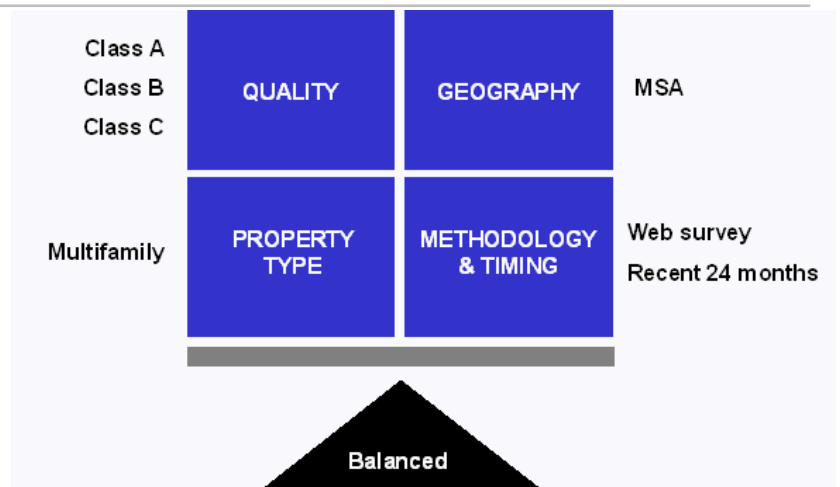 Class A
Class B
Class C
QUALITY
GEOGRAPHY
MSA
Multifamily
PROPERTY
TYPE
METHODOLOGY
& TIMING
Web survey
Recent 24 months
Balanced